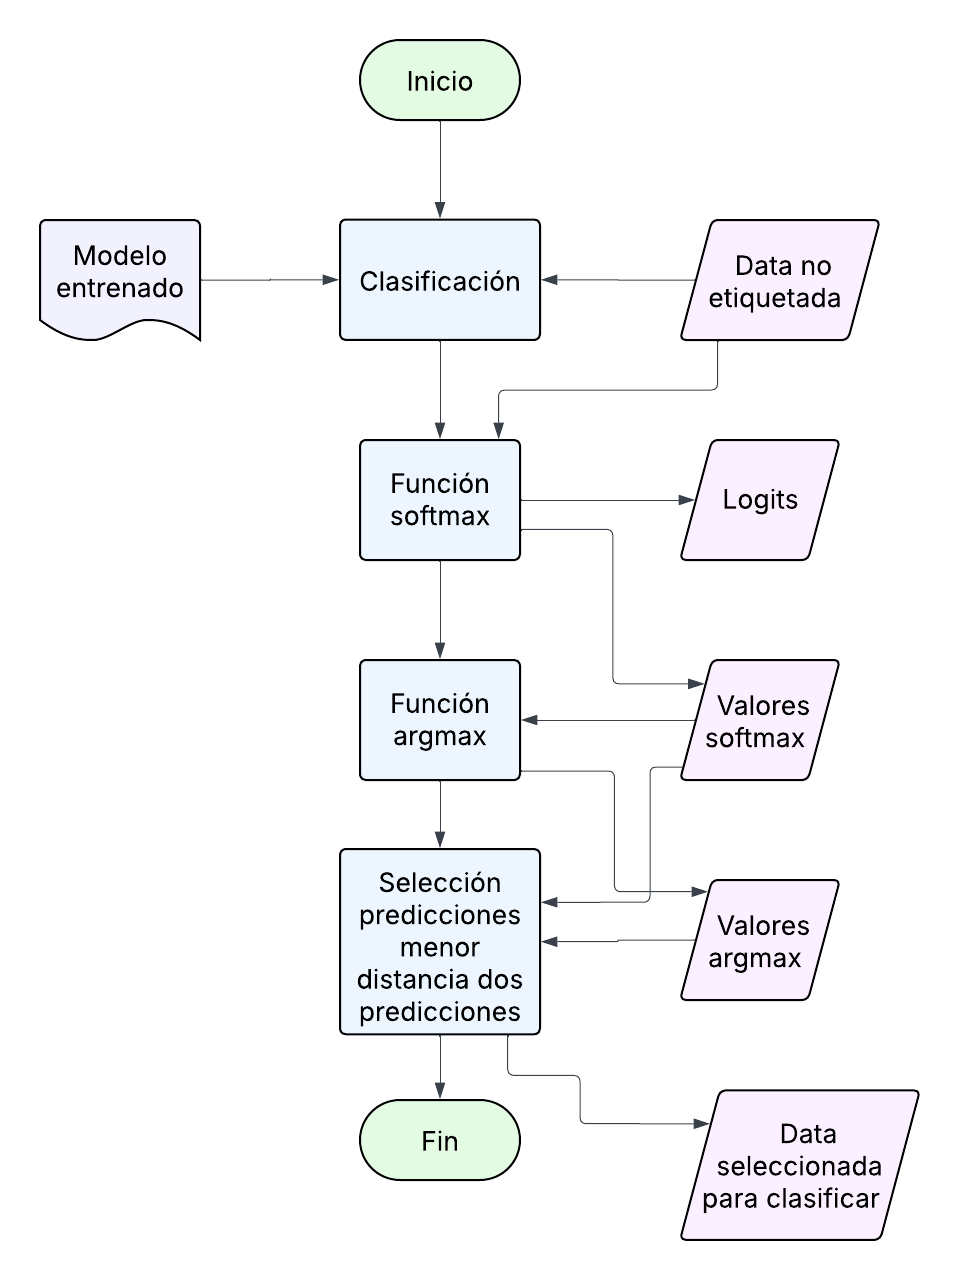 Inicio
Modelo
entrenado
Clasificación
Data no
etiquetada
Función
softmax
Logits
Función
argmax
Valores
softmax
Selección
predicciones
menor
distancia dos
predicciones
Valores
argmax
Fin
Data
seleccionada
para clasificar